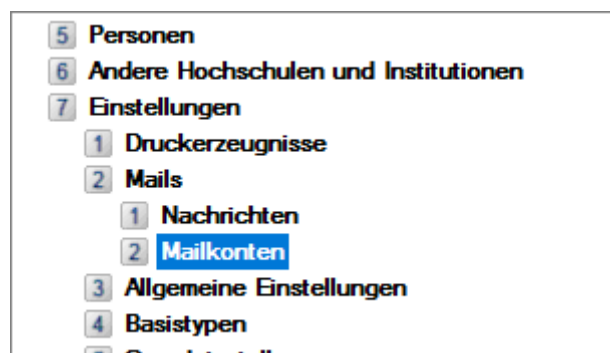 5 Personen
6 Andere Hochschulen und Institutionen
7 Einstellungen
1 Druckerzeugnisse
2 Mails
1 Nachrichten
2 Mailkonten
3 Allgemeine Einstellungen
4 Basistypen